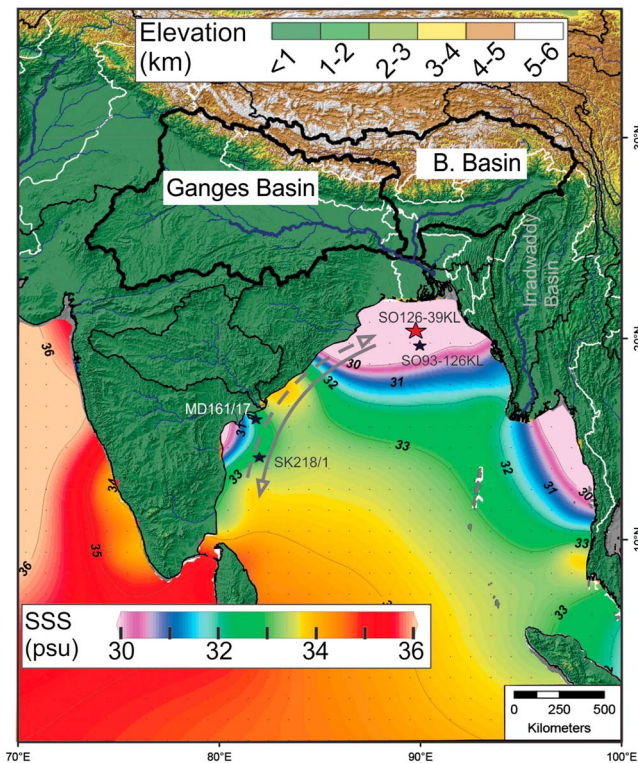 Elevation
(km)
<1
1-2
2-3
3-4
4-5
5-6
30°N
B. Basin
Ganges Basin
Irradwaddy
Basin
SO126-39KL
20°N
36
SO93-126KL
30
31
32
MD161/17
31
33
33
SK218/1
32
31
30
34
33
10°N
35
36
33
33
SSS
(psu)
30
32
34
36
0
250
500
Kilometers
70°E
80°E
90°E
100°E